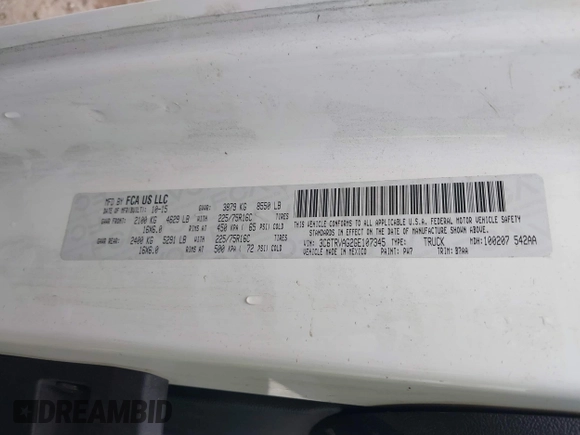 MFD BY FCA US LLC
DATE OF MFR(BUILT): 10-15 GVWR: 3879 KG 8550 LB
GAWR FRONT: 2100 KG 4629 LB WITH 225/75R16C TIRES
16X6.0 RIMS AT 450 KPA ( 65 PSI) COLD
GAWR REAR: 2400 KG 5291 LB WITH 225/75R16C TIRES
16X6.0 RIMS AT 500 KPA ( 72 PSI) COLD
THIS VEHICLE CONFORMS TO ALL APPLICABLE U.S.A. FEDERAL MOTOR VEHICLE SAFETY
STANDARDS IN EFFECT ON THE DATE OF MANUFACTURE SHOWN ABOVE.
VIN: 3C6TRVAG2GE107345 TYPE: TRUCK MDH: 100207 542AA
VEHICLE MADE IN MEXICO PAINT: PW7 TRIM: B7AA
DREAMBID